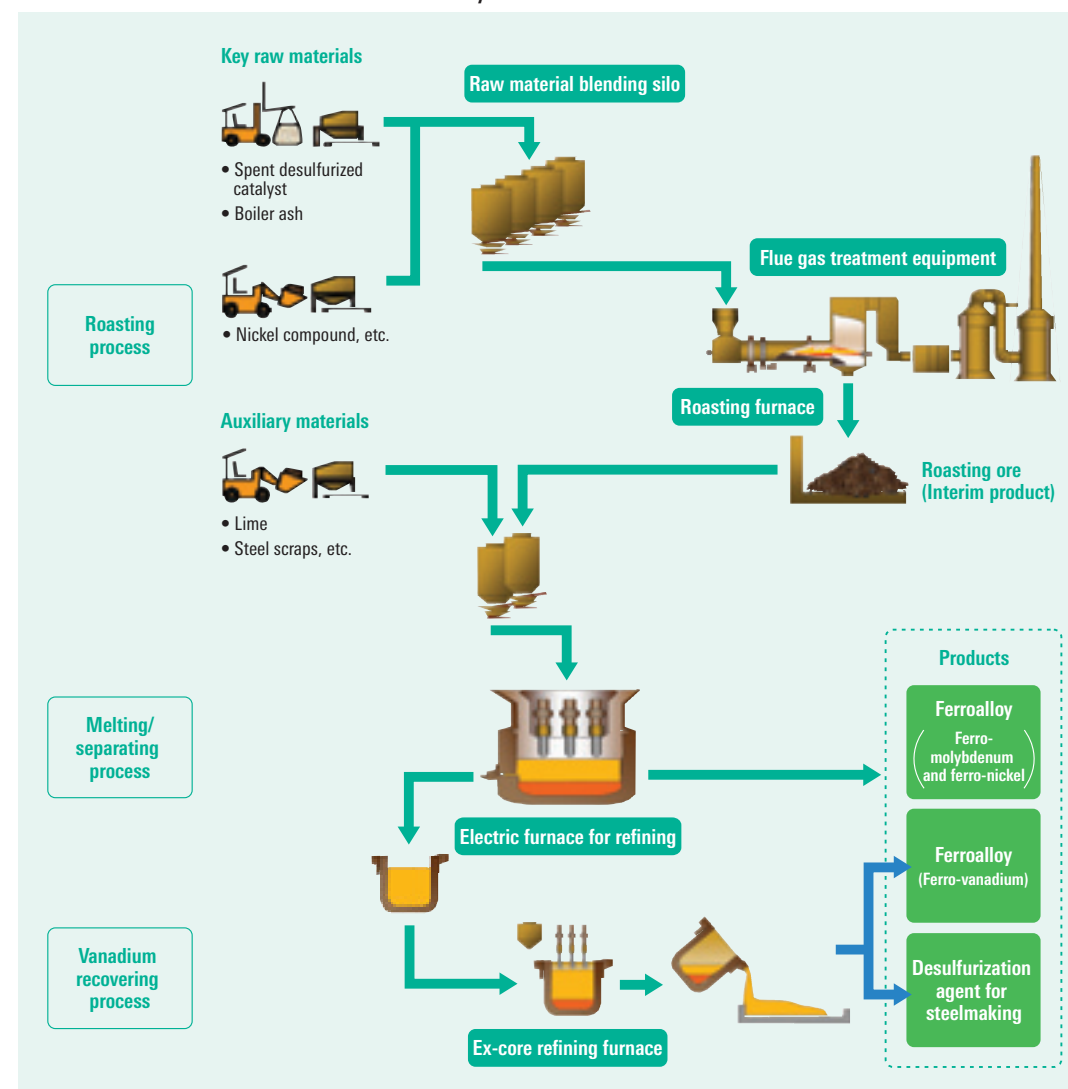 Key raw materials
Raw material blending silo
• Spent desulfurized
catalyst
• Boiler ash
Flue gas treatment equipment
Roasting
process
• Nickel compound, etc.
Roasting furnace
Auxiliary materials
Roasting ore
(Interim product)
• Lime
• Steel scraps, etc.
Products
Melting/
separating
process
Ferroalloy
(Ferro-
molybdenum
and ferro-nickel)
Electric furnace for refining
Ferroalloy
(Ferro-vanadium)
Vanadium
recovering
process
Desulfurization
agent for
steelmaking
Ex-core refining furnace